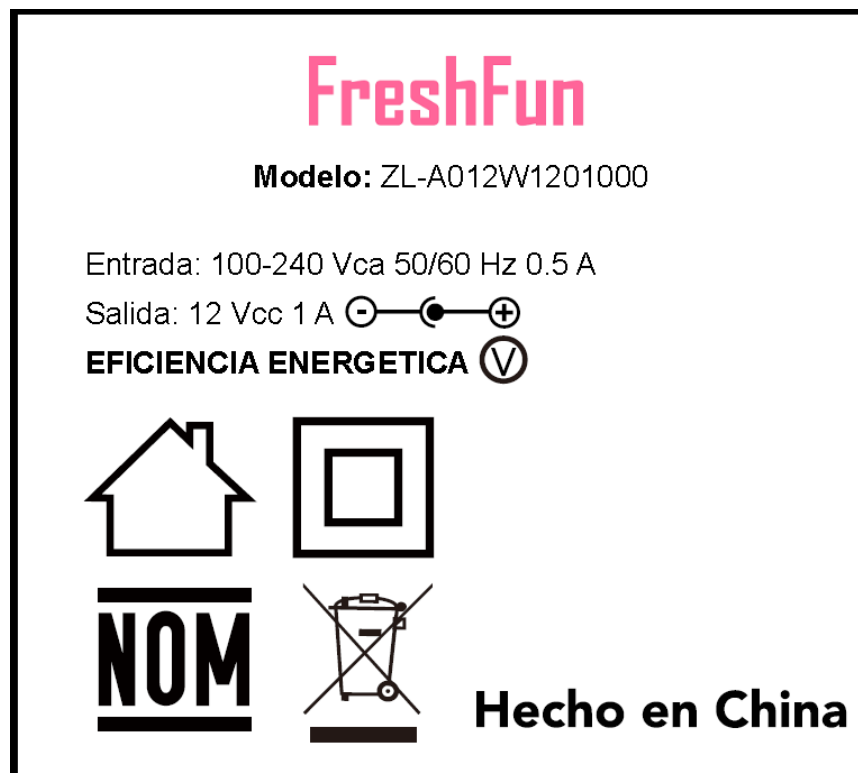 FreshFun
Modelo: ZL-A012W1201000
Entrada: 100-240 Vca 50/60 Hz 0.5 A
Salida: 12 Vcc 1 A - +
EFICIENCIA ENERGETICA V
NOM
Hecho en China